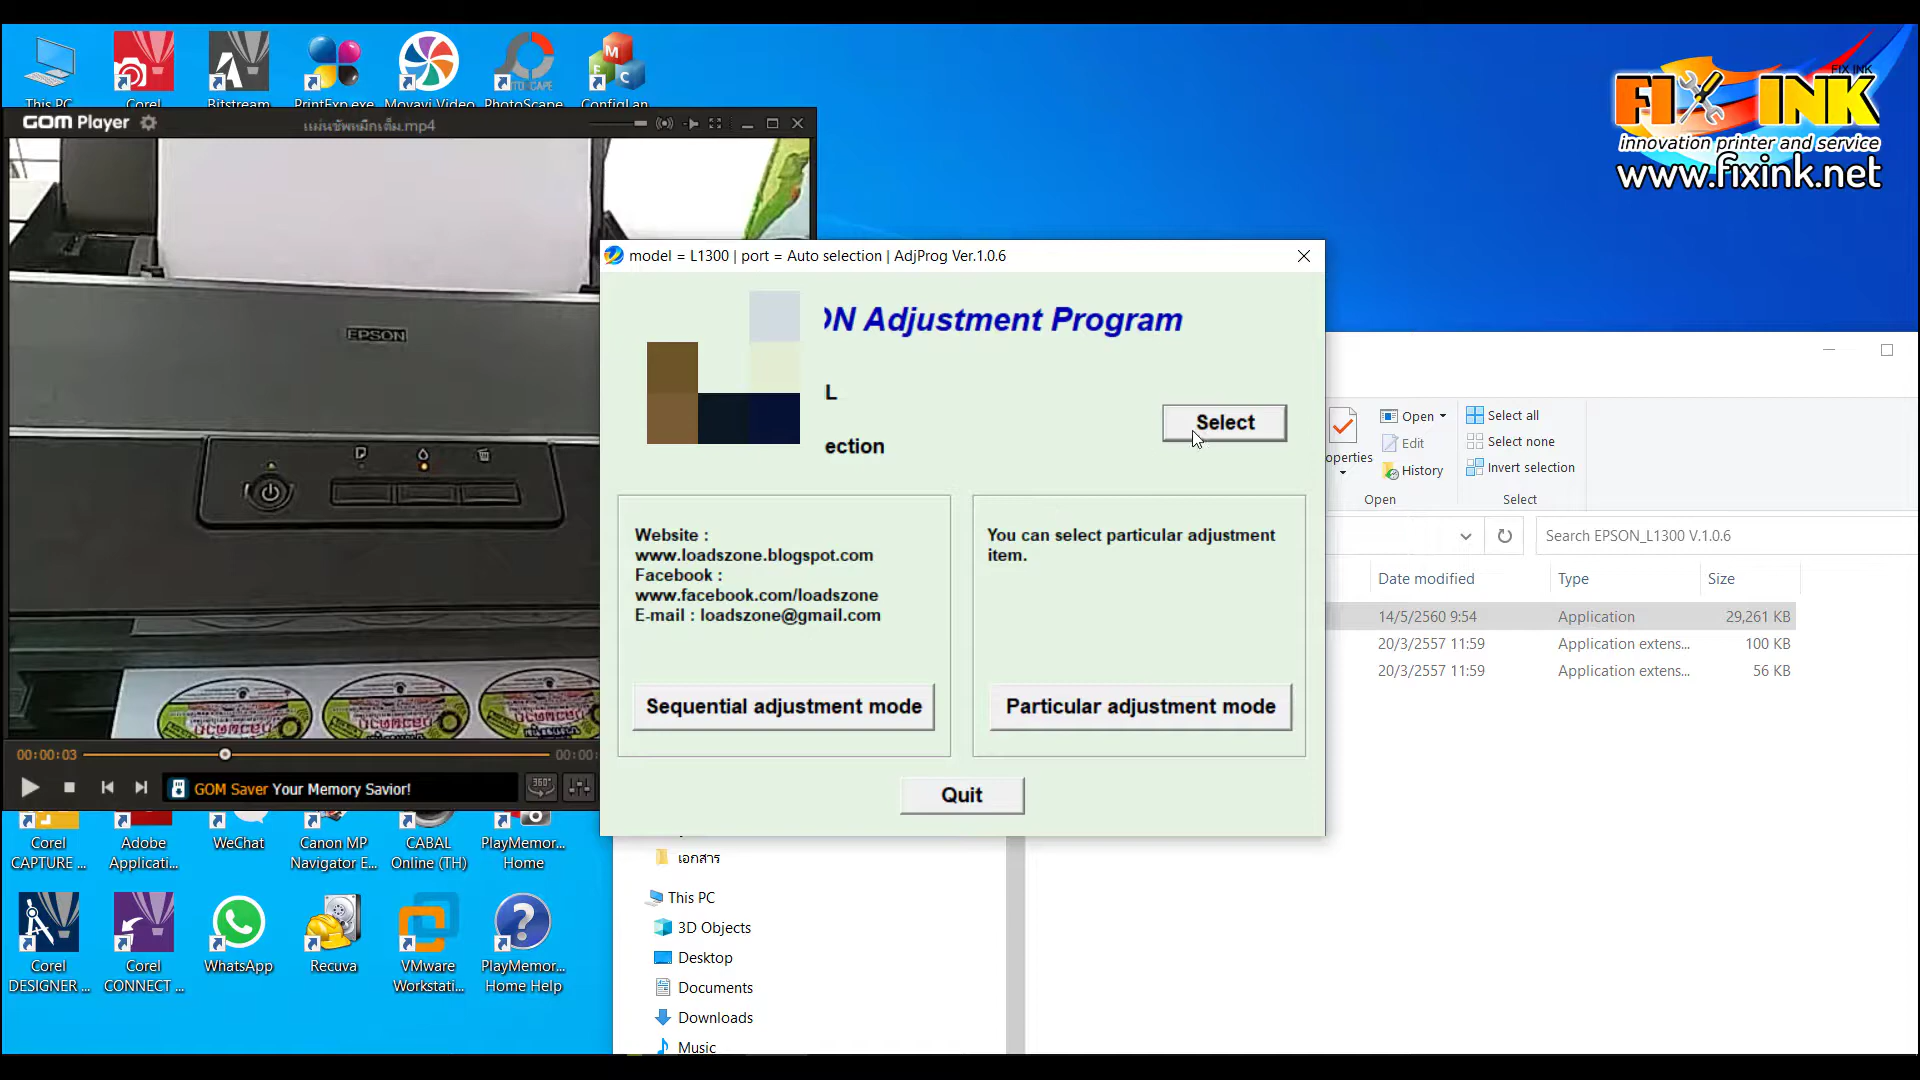 This PC
Corel
Bitstream
PrintExp.exe
Movavi Video
PhotoScape
ConfigLan
FIX INK
FIX INK
innovation printer and service
www.fixink.net
GOM Player
แผ่นซัพหมึกเต็ม.mp4
EPSON
00:00:03
00:00:
GOM Saver Your Memory Savior!
360°
model = L1300 | port = Auto selection | AdjProg Ver.1.0.6
ON Adjustment Program
L
ection
Select
Website :
www.loadszone.blogspot.com
Facebook :
www.facebook.com/loadszone
E-mail : loadszone@gmail.com
Sequential adjustment mode
You can select particular adjustment
item.
Particular adjustment mode
Quit
operties
Open
Edit
History
Open
Select all
Select none
Invert selection
Select
Search EPSON_L1300 V.1.0.6
Date modified
Type
Size
14/5/2560 9:54
Application
29,261 KB
20/3/2557 11:59
Application extens...
100 KB
20/3/2557 11:59
Application extens...
56 KB
Corel
CAPTURE ...
Adobe
Applicati...
WeChat
Canon MP
Navigator E...
CABAL
Online (TH)
PlayMemor...
Home
Corel
DESIGNER ...
Corel
CONNECT ...
WhatsApp
Recuva
VMware
Workstati...
PlayMemor...
Home Help
เอกสาร
This PC
3D Objects
Desktop
Documents
Downloads
Music